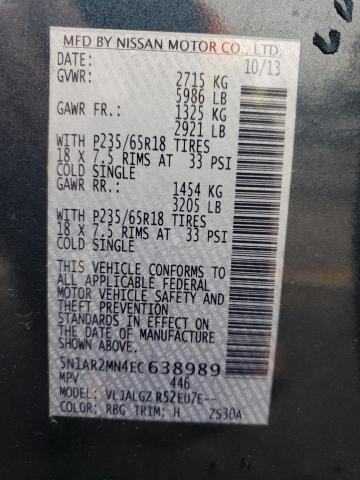 MFD BY NISSAN MOTOR CO., LTD.
DATE: 10/13
GVWR: 2715 KG
5986 LB
GAWR FR.: 1325 KG
2921 LB
WITH P235/65R18 TIRES
18 X 7.5 RIMS AT 33 PSI
COLD SINGLE
GAWR RR.: 1454 KG
3205 LB
WITH P235/65R18 TIRES
18 X 7.5 RIMS AT 33 PSI
COLD SINGLE
THIS VEHICLE CONFORMS TO
ALL APPLICABLE FEDERAL
MOTOR VEHICLE SAFETY AND
THEFT PREVENTION
STANDARDS IN EFFECT ON
THE DATE OF MANUFACTURE
SHOWN ABOVE.
5N1AR2MN4EC638989
MPV 446
MODEL: VLJALGZ R52EU7E--
COLOR: RBG TRIM: H ZS30A